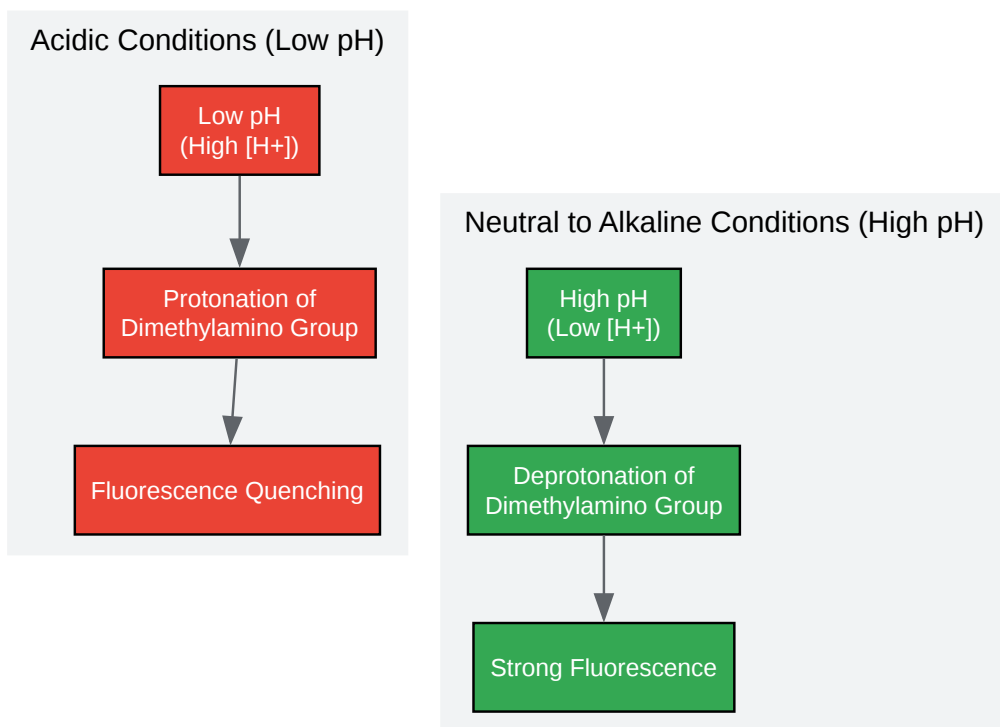 Acidic Conditions (Low pH)
Low pH
(High [H+])
Protonation of
Dimethylamino Group
Fluorescence Quenching
Neutral to Alkaline Conditions (High pH)
High pH
(Low [H+])
Deprotonation of
Dimethylamino Group
Strong Fluorescence